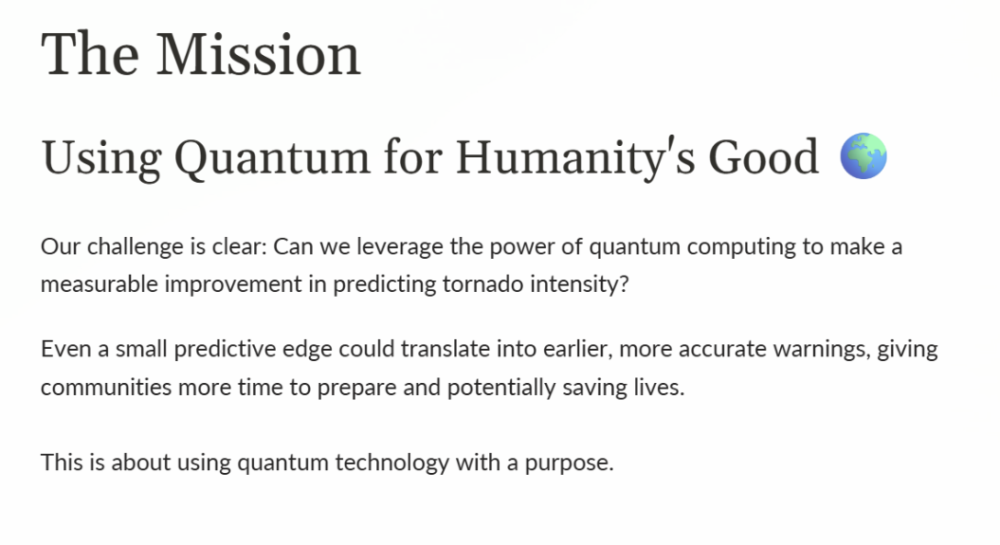 The Mission
Using Quantum for Humanity's Good 🌍
Our challenge is clear: Can we leverage the power of quantum computing to make a
measurable improvement in predicting tornado intensity?
Even a small predictive edge could translate into earlier, more accurate warnings, giving
communities more time to prepare and potentially saving lives.
This is about using quantum technology with a purpose.